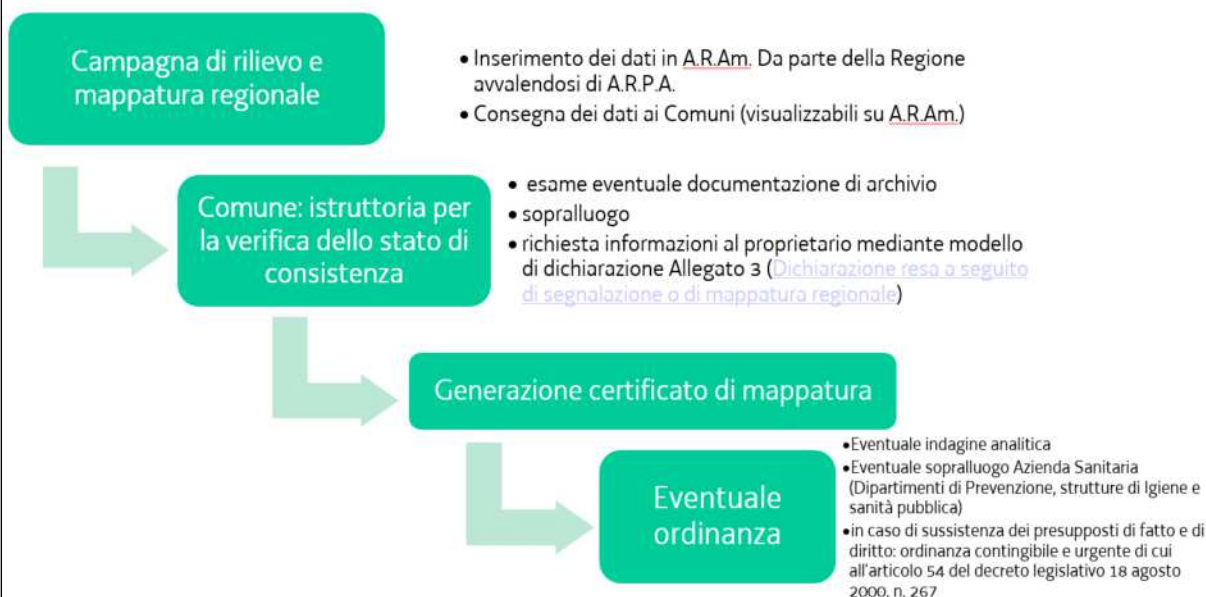 Campagna di rilievo e
mappatura regionale
• Inserimento dei dati in A.R.Am. Da parte della Regione
avvalendosi di A.R.P.A.
• Consegna dei dati ai Comuni (visualizzabili su A.R.Am.)
Comune: istruttoria per
la verifica dello stato di
consistenza
• esame eventuale documentazione di archivio
• sopralluogo
• richiesta informazioni al proprietario mediante modello
di dichiarazione Allegato 3 (Dichiarazione resa a seguito
di segnalazione o di mappatura regionale)
Generazione certificato di mappatura
Eventuale
ordinanza
•Eventuale indagine analitica
•Eventuale sopralluogo Azienda Sanitaria
(Dipartimenti di Prevenzione, strutture di Igiene e
sanità pubblica)
•in caso di sussistenza dei presupposti di fatto e di
diritto: ordinanza contingibile e urgente di cui
all'articolo 54 del decreto legislativo 18 agosto
2000, n. 267